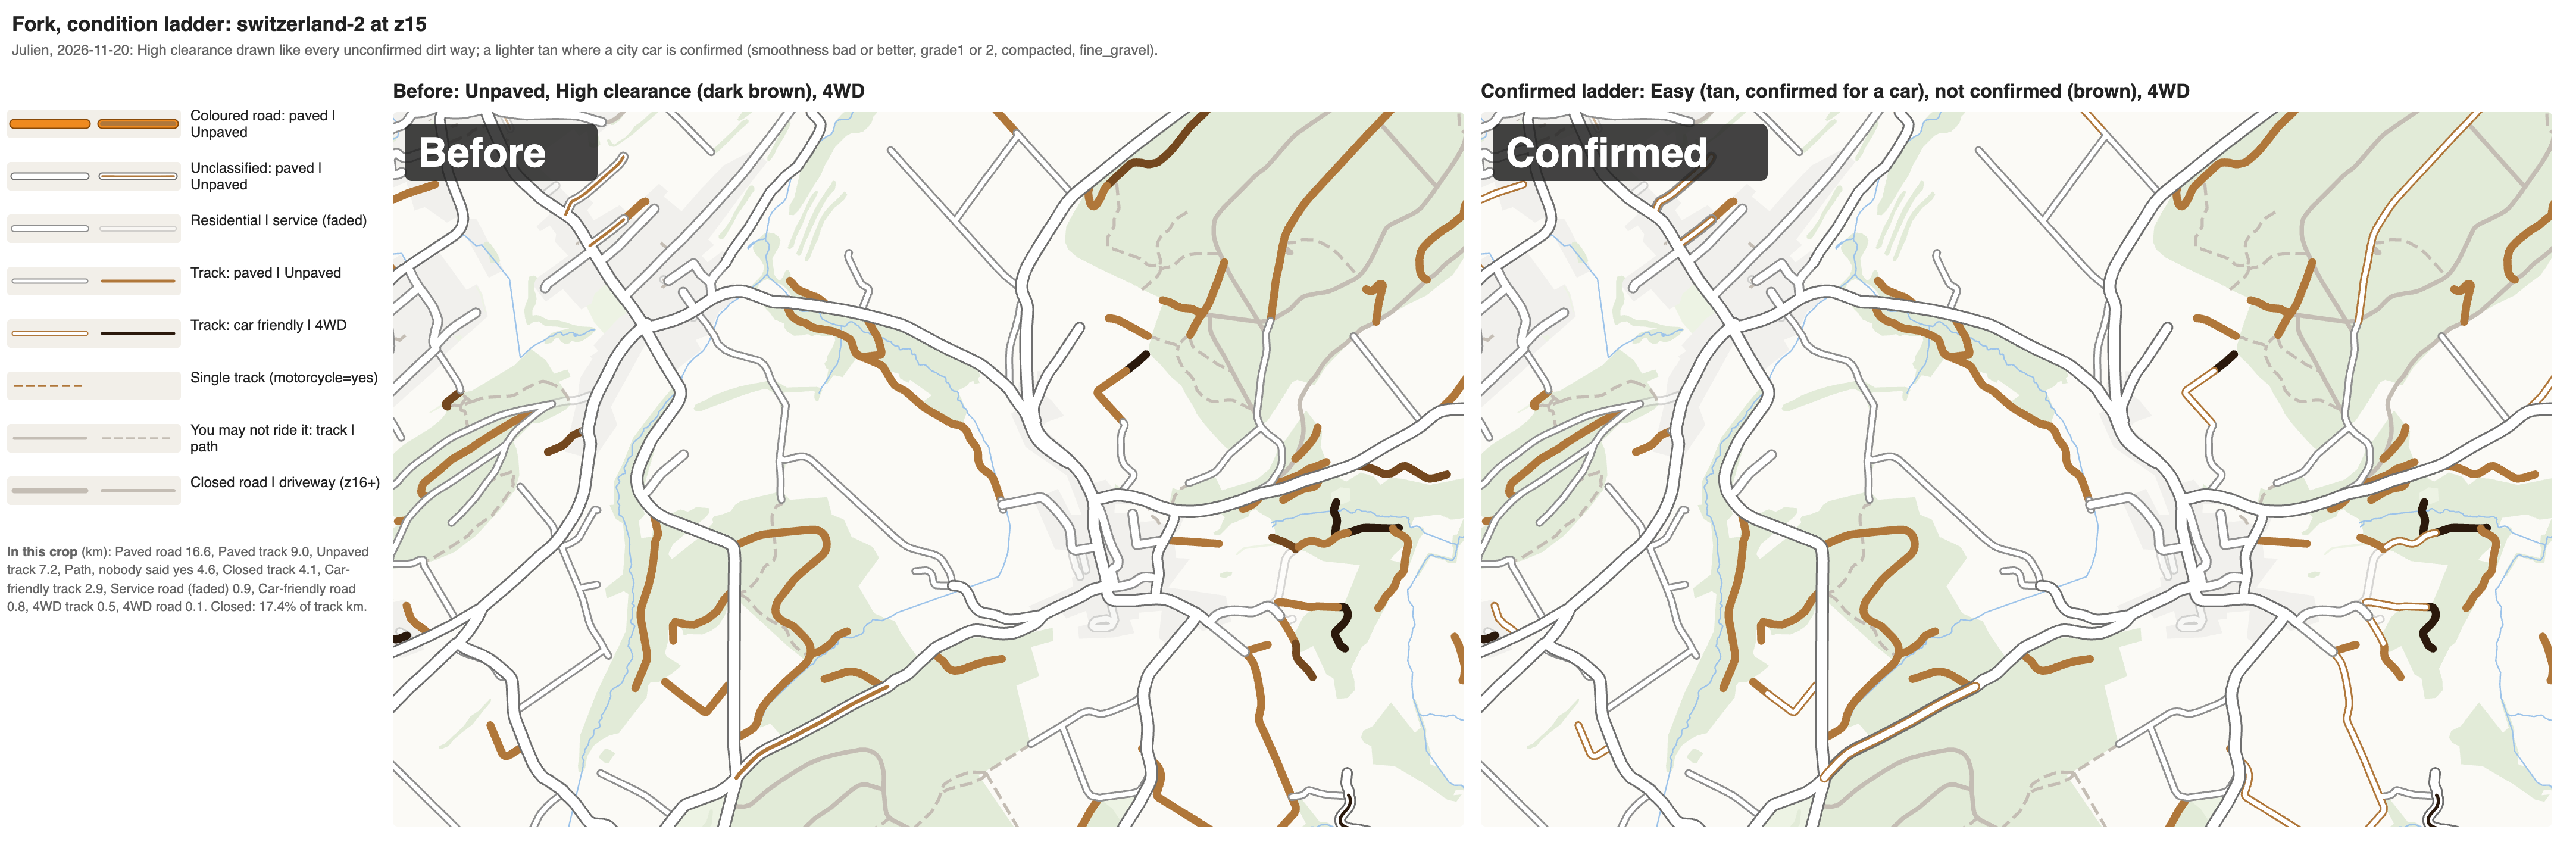 Fork, condition ladder: switzerland-2 at z15
Julien, 2026-11-20: High clearance drawn like every unconfirmed dirt way; a lighter tan where a city car is confirmed (smoothness bad or better, grade1 or 2, compacted, fine_gravel).
Coloured road: paved |
Unpaved
Unclassified: paved |
Unpaved
Residential | service (faded)
Track: paved | Unpaved
Track: car friendly | 4WD
Single track (motorcycle=yes)
You may not ride it: track |
path
Closed road | driveway (z16+)
In this crop (km): Paved road 16.6, Paved track 9.0, Unpaved
track 7.2, Path, nobody said yes 4.6, Closed track 4.1, Car-
friendly track 2.9, Service road (faded) 0.9, Car-friendly road
0.8, 4WD track 0.5, 4WD road 0.1. Closed: 17.4% of track km.
Before: Unpaved, High clearance (dark brown), 4WD
Before
Confirmed ladder: Easy (tan, confirmed for a car), not confirmed (brown), 4WD
Confirmed